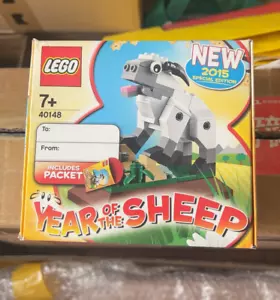 LEGO
NEW
2015
SPECIAL EDITION
7+
40148
To:
From:
INCLUDES
PACKET
YEAR OF THE SHEEP